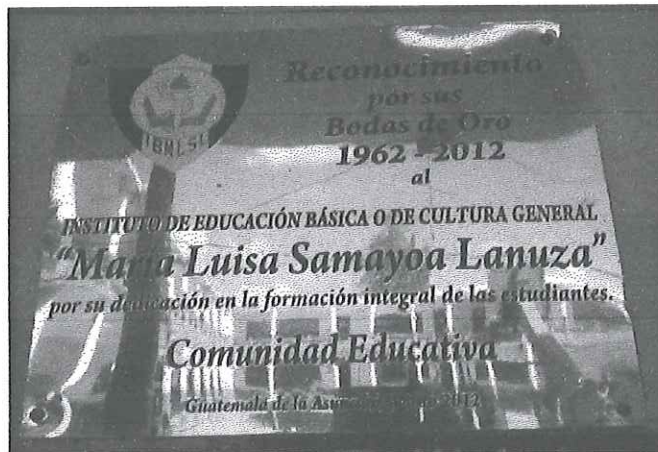 Reconocimiento
por sus
Bodas de Oro
1962 - 2012
al
INSTITUTO DE EDUCACIÓN BÁSICA O DE CULTURA GENERAL
"María Luisa Samayoa Lanuza"
por su dedicación en la formación integral de las estudiantes.
Comunidad Educativa
Guatemala de la 2012